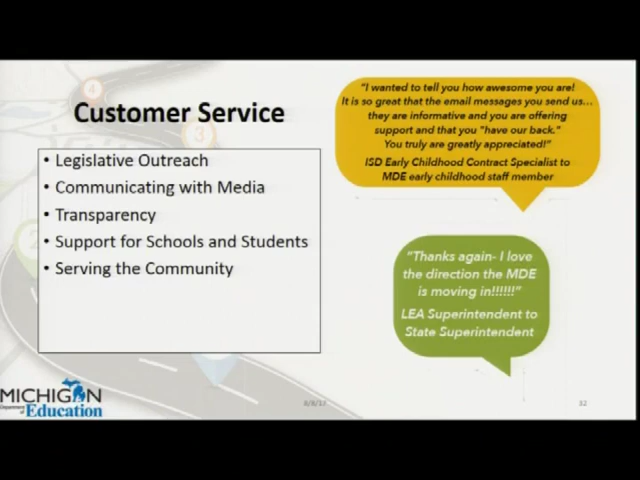 Customer Service
• Legislative Outreach
• Communicating with Media
• Transparency
• Support for Schools and Students
• Serving the Community
"I wanted to tell you how awesome you are!
It is so great that the email messages you send us...
they are informative and you are offering
support and that you "have our back."
You truly are greatly appreciated!"
ISD Early Childhood Contract Specialist to
MDE early childhood staff member
"Thanks again- I love
the direction the MDE
is moving in!!!!!!"
LEA Superintendent to
State Superintendent
4
3
2
MICHIGAN
Department of Education
32